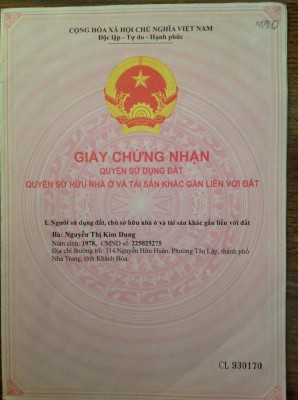 190
CỘNG HÒA XÃ HỘI CHỦ NGHĨA VIỆT NAM
Độc lập - Tự do - Hạnh phúc
GIẤY CHỨNG NHẬN
QUYỀN SỬ DỤNG ĐẤT
QUYỀN SỞ HỮU NHÀ Ở VÀ TÀI SẢN KHÁC GẮN LIỀN VỚI ĐẤT
I. Người sử dụng đất, chủ sở hữu nhà ở và tài sản khác gắn liền với đất
Bà: Nguyễn Thị Kim Dung
Năm sinh: 1978, CMND số: 225025275
Địa chỉ thường trú: 314 Nguyễn Hữu Huân, Phường Tân Lập, thành phố
Nha Trang, tỉnh Khánh Hòa.
CL 930170